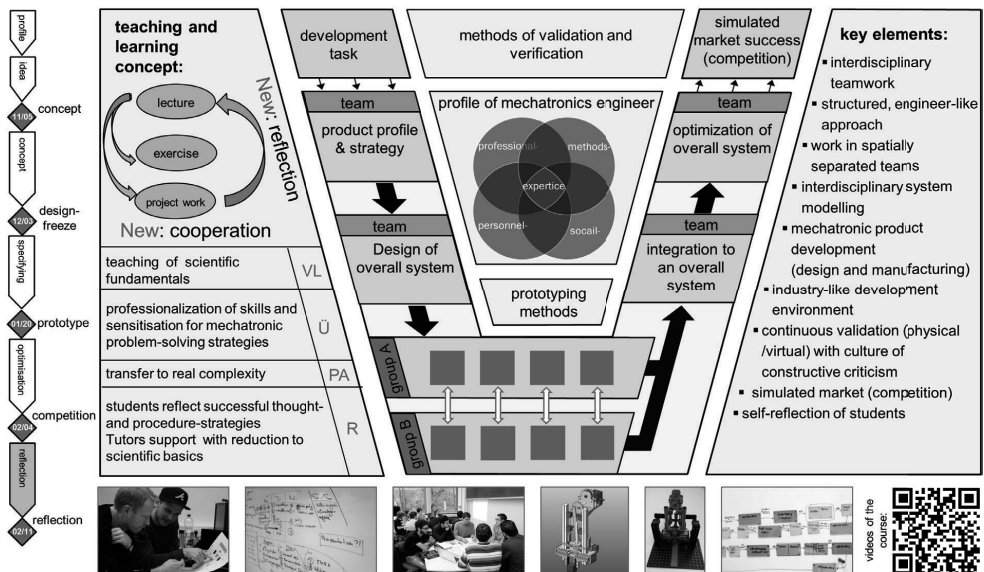 profile
idea
11/05
concept
concept
12/03
design-
freeze
specifying
01/20
prototype
optimisation
competition
02/04
reflection
02/11
reflection
teaching and
learning
concept:
lecture
exercise
project work
New: reflection
New: cooperation
teaching of scientific
fundamentals
VL
professionalization of skills and
sensitisation for mechatronic
problem-solving strategies
Ü
transfer to real complexity
PA
students reflect successful thought-
and procedure-strategies
Tutors support with reduction to
scientific basics
R
development
task
team
product profile
& strategy
team
Design of
overall system
methods of validation and
verification
profile of mechatronics engineer
professional-
methods-
expertice
personnel-
socail-
prototyping
methods
group A
group B
simulated
market success
(competition)
team
optimization of
overall system
team
integration to
an overall
system
key elements:
▪ interdisciplinary
teamwork
▪ structured, engineer-like
approach
▪ work in spatially
separated teams
▪ interdisciplinary system
modelling
▪ mechatronic product
development
(design and manufacturing)
▪ industry-like development
environment
▪ continuous validation (physical
/virtual) with culture of
constructive criticism
▪ simulated market (competition)
▪ self-reflection of students
videos of the
course: